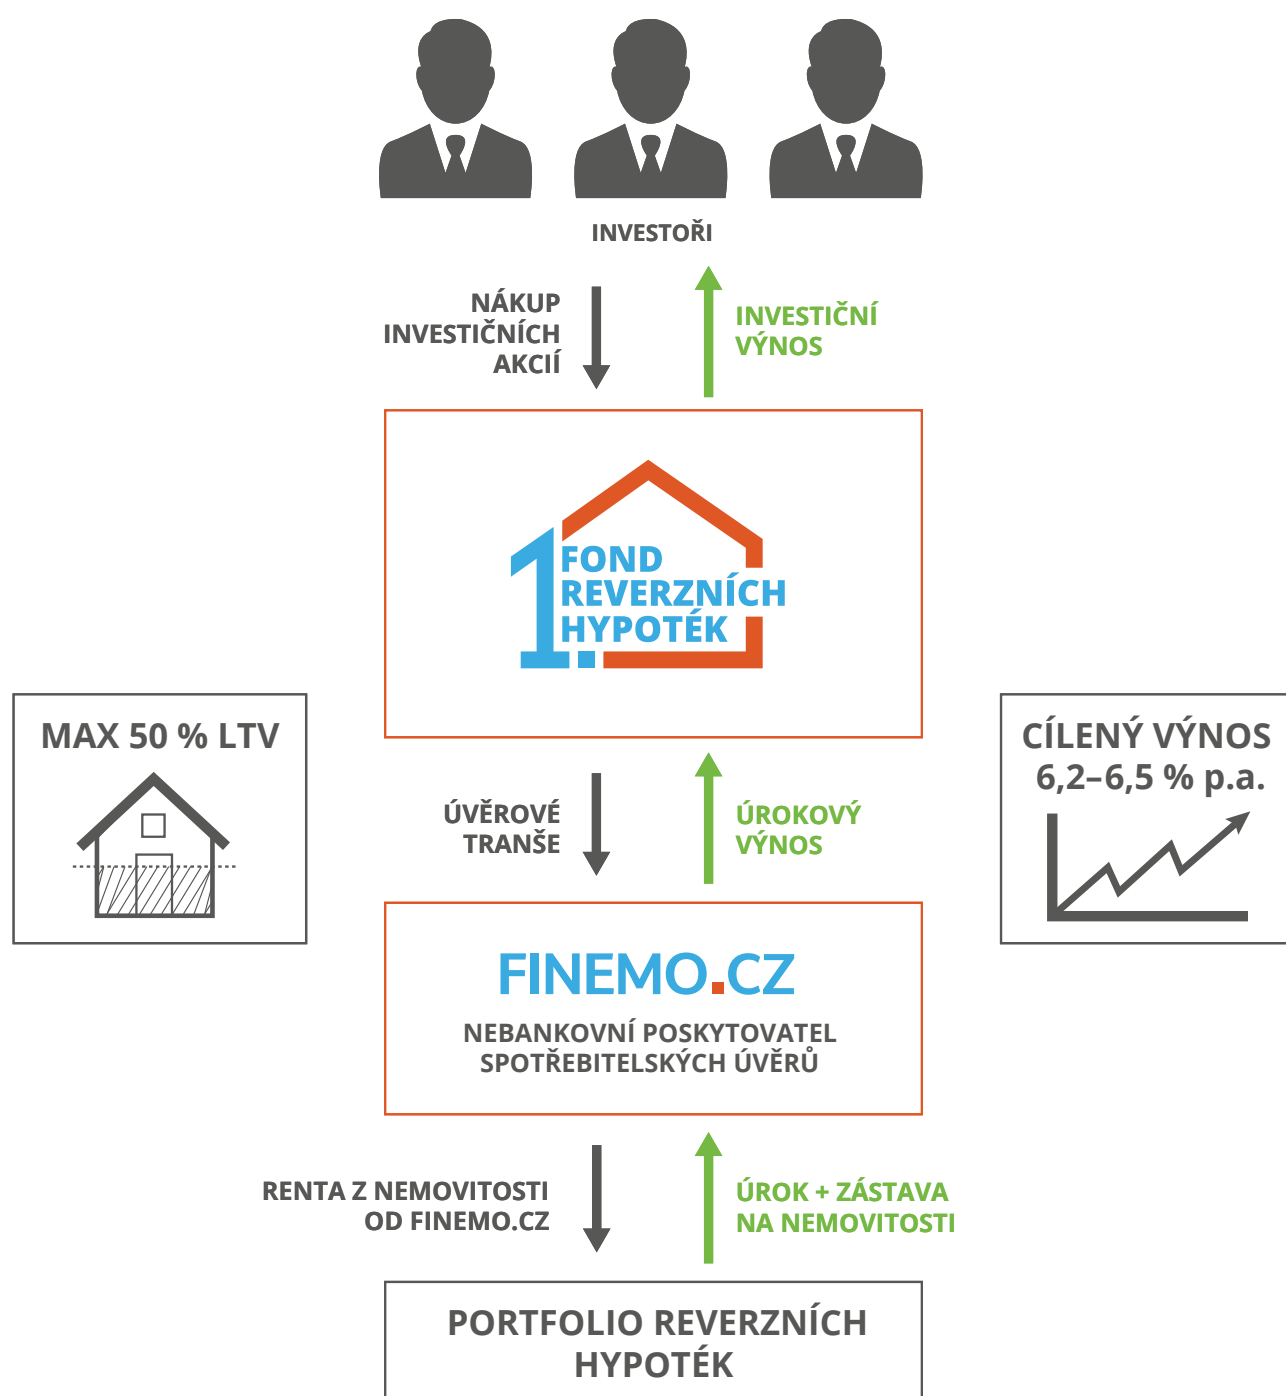 INVESTOŘI
NÁKUP
INVESTIČNÍCH
AKCIÍ
INVESTIČNÍ
VÝNOS
1.
FOND
REVERZNÍCH
HYPOTÉK
MAX 50 % LTV
CÍLENÝ VÝNOS
6,2–6,5 % p.a.
ÚVĚROVÉ
TRANŠE
ÚROKOVÝ
VÝNOS
FINEMO.CZ
NEBANKOVNÍ POSKYTOVATEL
SPOTŘEBITELSKÝCH ÚVĚRŮ
RENTA Z NEMOVITOSTI
OD FINEMO.CZ
ÚROK + ZÁSTAVA
NA NEMOVITOSTI
PORTFOLIO REVERZNÍCH
HYPOTÉK